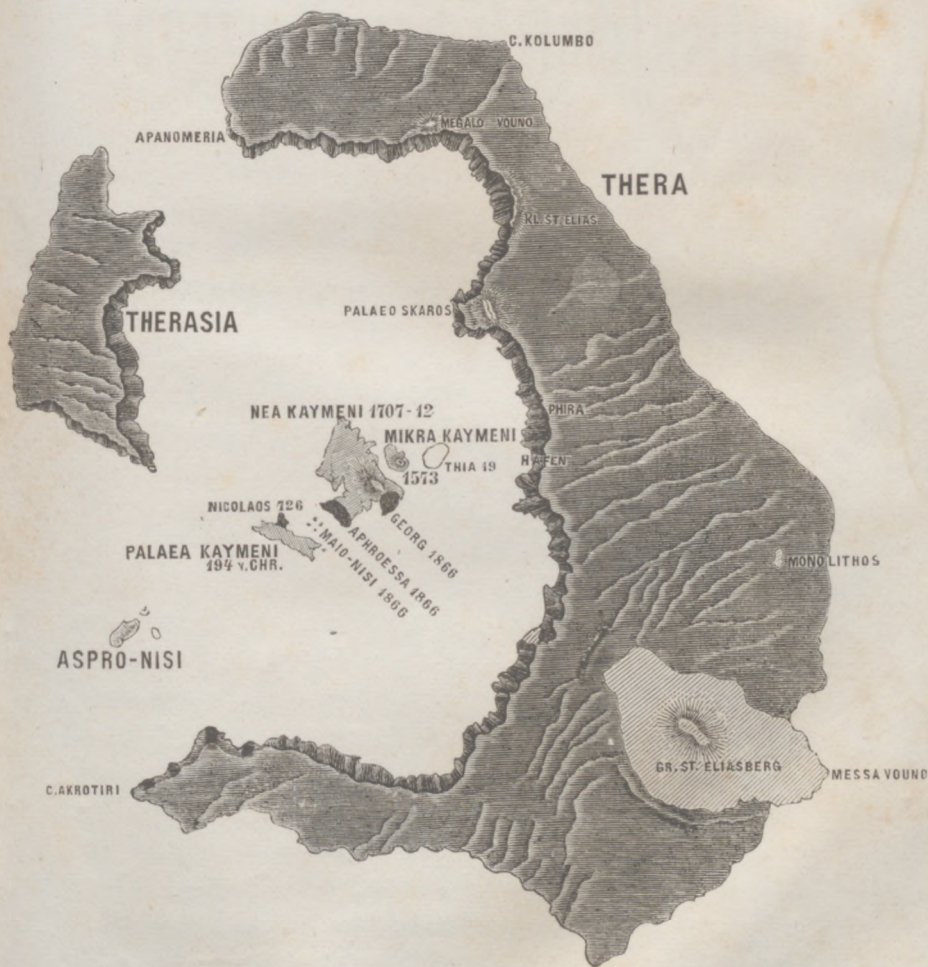 C. KOLUMBO
MEGALO VOUNO
APANOMERIA
THERA
KL. ST. ELIAS
PALAEO SKAROS
THERASIA
NEA KAYMENI 1707-12
PHIRA
MIKRA KAYMENI
1573
THIA 19
HAFEN
NICOLAOS 726
GEORG 1866
APHROESSA 1866
MAIO-NISI 1866
PALAEA KAYMENI
194 v. CHR.
MONOLITHOS
ASPRO-NISI
GR. ST. ELIASBERG
MESSA VOUNO
C. AKROTIRI